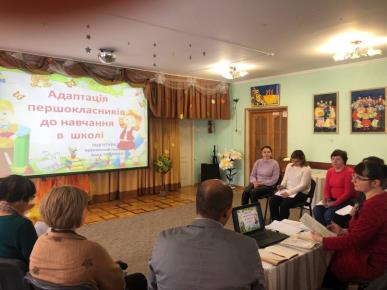 Адаптація
першокласників
до навчання
в школі